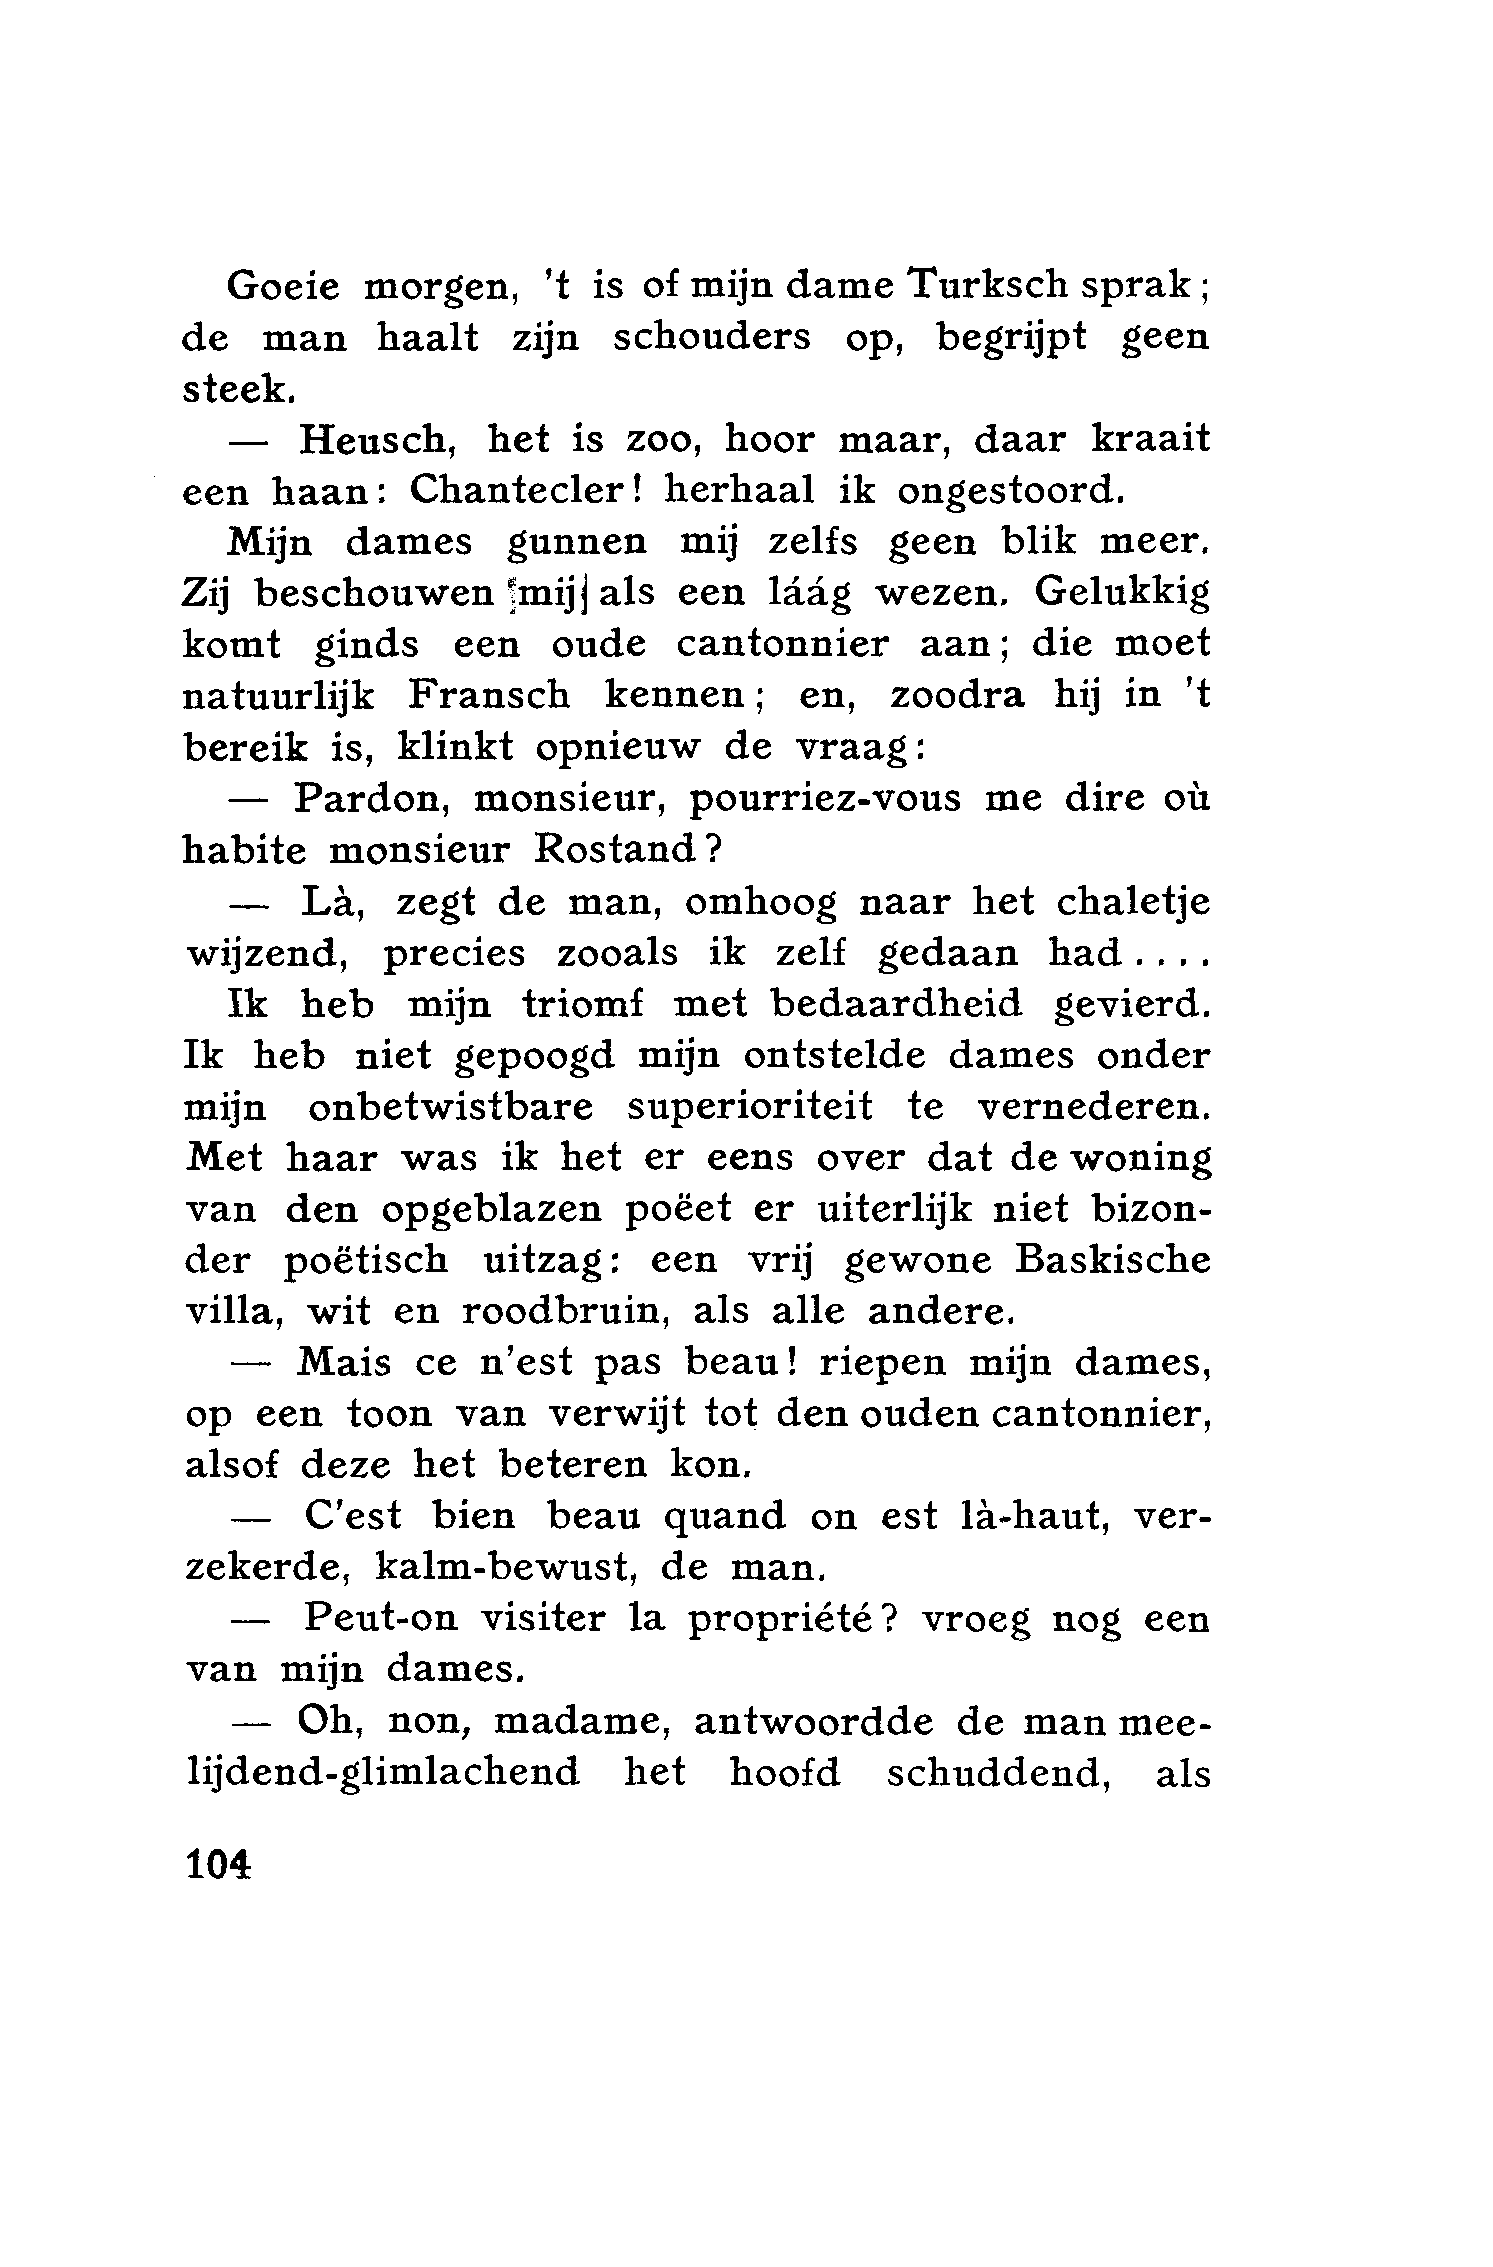 Goeie morgen, 't is of mijn dame Turksch sprak;
de man haalt zijn schouders op, begrijpt geen
steek.
— Heusch, het is zoo, hoor maar, daar kraait
een haan: Chantecler! herhaal ik ongestoord.
Mijn dames gunnen mij zelfs geen blik meer.
Zij beschouwen mij als een láág wezen. Gelukkig
komt ginds een oude cantonnier aan; die moet
natuurlijk Fransch kennen; en, zoodra hij in 't
bereik is, klinkt opnieuw de vraag:
— Pardon, monsieur, pourriez-vous me dire où
habite monsieur Rostand?
— Là, zegt de man, omhoog naar het chaletje
wijzend, precies zooals ik zelf gedaan had....
Ik heb mijn triomf met bedaardheid gevierd.
Ik heb niet gepoogd mijn ontstelde dames onder
mijn onbetwistbare superioriteit te vernederen.
Met haar was ik het er eens over dat de woning
van den opgeblazen poëet er uiterlijk niet bizon-
der poëtisch uitzag: een vrij gewone Baskische
villa, wit en roodbruin, als alle andere.
— Mais ce n'est pas beau! riepen mijn dames,
op een toon van verwijt tot den ouden cantonnier,
alsof deze het beteren kon.
— C'est bien beau quand on est là-haut, ver-
zekerde, kalm-bewust, de man.
— Peut-on visiter la propriété? vroeg nog een
van mijn dames.
— Oh, non, madame, antwoordde de man mee-
lijdend-glimlachend het hoofd schuddend, als
104